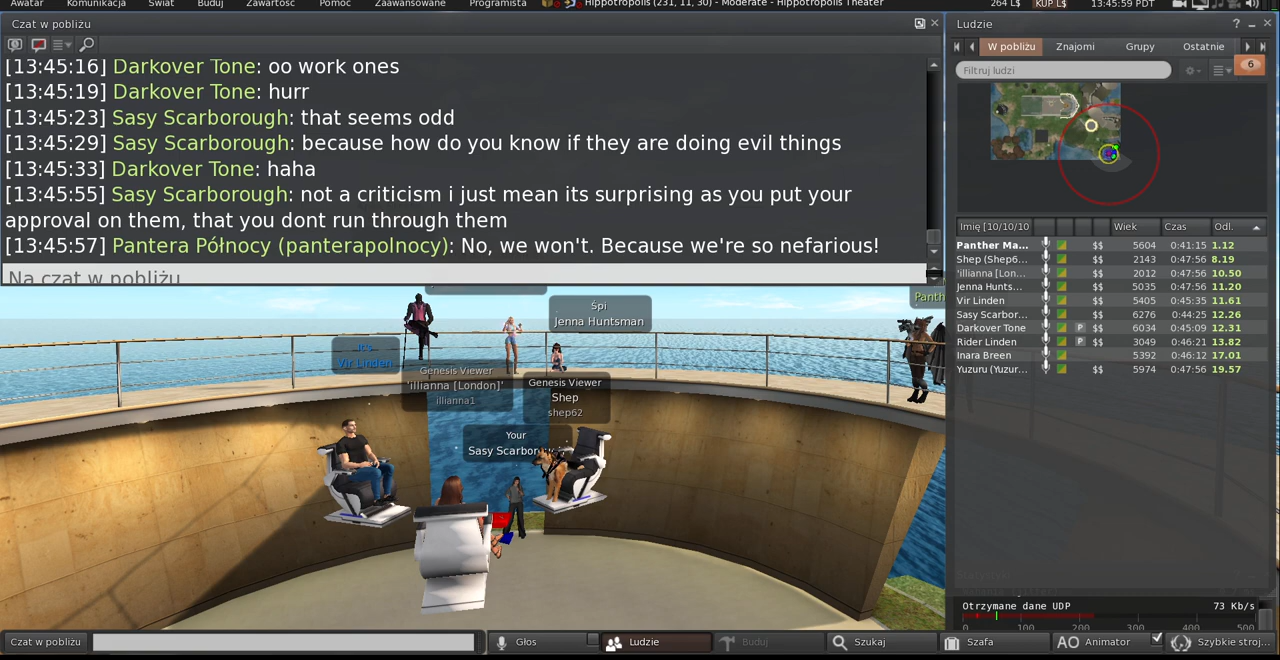 Awatar Komunikacja Świat Buduj Zawartość Pomoc Zaawansowane Programista Hippotropolis (231, 11, 30) - Moderate - Hippotropolis Theater 264 L$ KUP L$ 13:45:59 PDT
Czat w pobliżu
[13:45:16] Darkover Tone: oo work ones
[13:45:19] Darkover Tone: hurr
[13:45:23] Sasy Scarborough: that seems odd
[13:45:29] Sasy Scarborough: because how do you know if they are doing evil things
[13:45:33] Darkover Tone: haha
[13:45:55] Sasy Scarborough: not a criticism i just mean its surprising as you put your
approval on them, that you dont run through them
[13:45:57] Pantera Północy (panterapolnocy): No, we won't. Because we're so nefarious!
Na czat w pobliżu
Ludzie
W pobliżu Znajomi Grupy Ostatnie
Filtruj ludzi
6
Imię [10/10/10 Wiek Czas Odl.
Panther Ma... $$ 5604 0:41:15 1.12
Shep (Shep6... $$ 2143 0:47:56 8.19
'illianna [Lon... $$ 2012 0:47:56 10.50
Jenna Hunts... $$ 5035 0:47:56 11.20
Vir Linden $$ 5405 0:45:35 11.61
Sasy Scarbor... $$ 6276 0:44:25 12.26
Darkover Tone P $$ 6034 0:45:09 12.31
Rider Linden P $$ 3049 0:46:21 13.82
Inara Breen 5392 0:46:12 17.01
Yuzuru (Yuzur... $$ 5974 0:47:56 19.57
Panth
Śpi
Jenna Huntsman
It's
Vir Linden
Genesis Viewer
'illianna [London]'
illianna1
Genesis Viewer
Shep
shep62
Your
Sasy Scarbor
Otrzymane dane UDP 73 Kb/s
0 100 200 300 400 500
Czat w pobliżu Głos Ludzie Buduj Szukaj Szafa AO Animator Szybkie stroj...